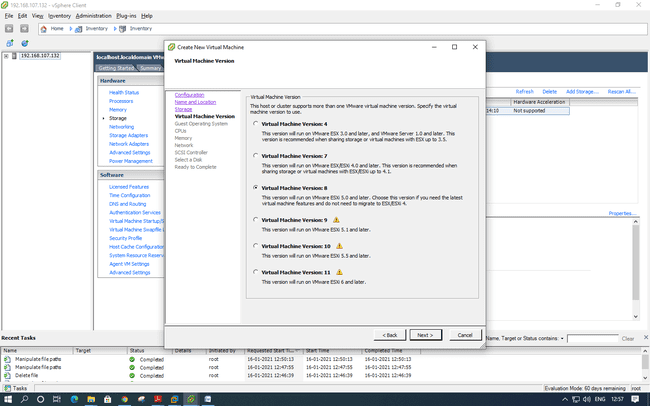 192.168.107.132 - vSphere Client
File Edit View Inventory Administration Plug-ins Help
Home Inventory Inventory
192.168.107.132
localhost.localdomain VMw
Getting Started Summary
Hardware
Health Status
Processors
Memory
Storage
Networking
Storage Adapters
Network Adapters
Advanced Settings
Power Management
Software
Licensed Features
Time Configuration
DNS and Routing
Authentication Services
Virtual Machine Startup/S
Virtual Machine Swapfile
Security Profile
Host Cache Configuration
System Resource Reserva
Agent VM Settings
Advanced Settings
Create New Virtual Machine
Virtual Machine Version
Configuration
Name and Location
Storage
Virtual Machine Version
Guest Operating System
CPUs
Memory
Network
SCSI Controller
Select a Disk
Ready to Complete
Virtual Machine Version
This host or cluster supports more than one VMware virtual machine version. Specify the virtual
machine version to use.
Virtual Machine Version: 4
This version will run on VMware ESX 3.0 and later, and VMware Server 1.0 and later. This
version is recommended when sharing storage or virtual machines with ESX up to 3.5.
Virtual Machine Version: 7
This version will run on VMware ESX/ESXi 4.0 and later. This version is recommended when
sharing storage or virtual machines with ESX/ESXi up to 4.1.
Virtual Machine Version: 8
This version will run on VMware ESXi 5.0 and later. Choose this version if you need the latest
virtual machine features and do not need to migrate to ESX/ESXi 4.
Virtual Machine Version: 9
This version will run on VMware ESXi 5.1 and later.
Virtual Machine Version: 10
This version will run on VMware ESXi 5.5 and later.
Virtual Machine Version: 11
This version will run on VMware ESXi 6 and later.
< Back Next > Cancel
Refresh Delete Add Storage... Rescan All...
Hardware Acceleration
14:10 Not supported
Properties...
Recent Tasks
Name, Target or Status contains: Clear
Name Target Status Details Initiated by Requested Start Ti... Start Time Completed Time
Manipulate file paths Completed root 16-01-2021 12:50:13 16-01-2021 12:50:13 16-01-2021 12:50:13
Manipulate file paths Completed root 16-01-2021 12:47:55 16-01-2021 12:47:55 16-01-2021 12:47:55
Delete file Completed root 16-01-2021 12:46:39 16-01-2021 12:46:39 16-01-2021 12:46:39
Tasks Evaluation Mode: 60 days remaining root
ENG 12:57